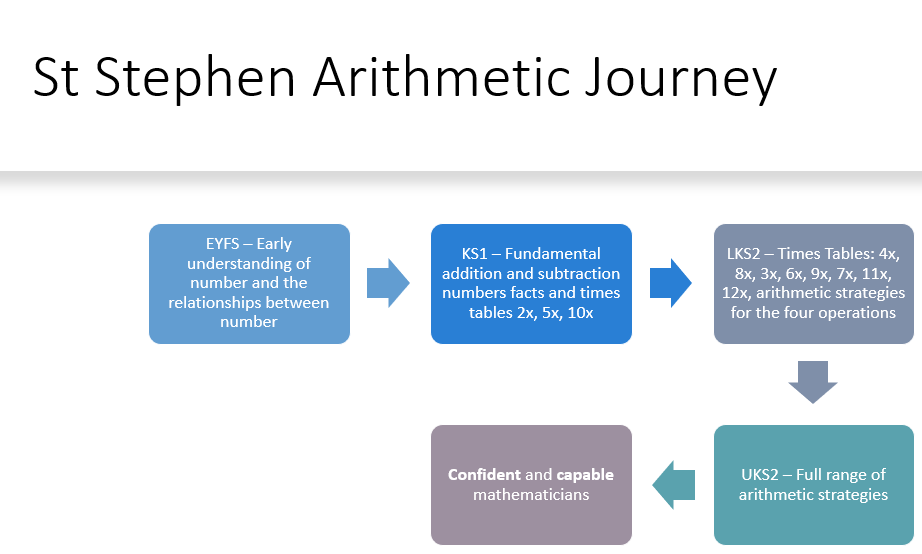 St Stephen Arithmetic Journey
EYFS – Early
understanding of
number and the
relationships between
number
KS1 – Fundamental
addition and subtraction
numbers facts and times
tables 2x, 5x, 10x
LKS2 – Times Tables: 4x,
8x, 3x, 6x, 9x, 7x, 11x,
12x, arithmetic strategies
for the four operations
UKS2 – Full range of
arithmetic strategies
Confident and capable
mathematicians